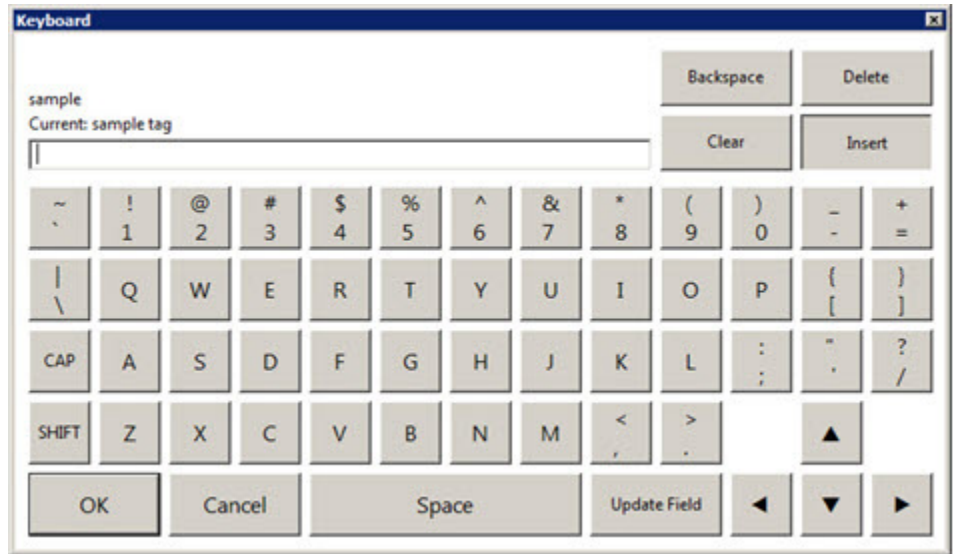 Keyboard
Backspace Delete
sample
Current: sample tag
Clear Insert
~ ! @ # $ % ^ & * ( ) _ +
` 1 2 3 4 5 6 7 8 9 0 - =
| { }
\ Q W E R T Y U I O P [ ]
CAP A S D F G H J K L : " ?
; ' /
SHIFT Z X C V B N M < >
, .
OK Cancel Space Update Field